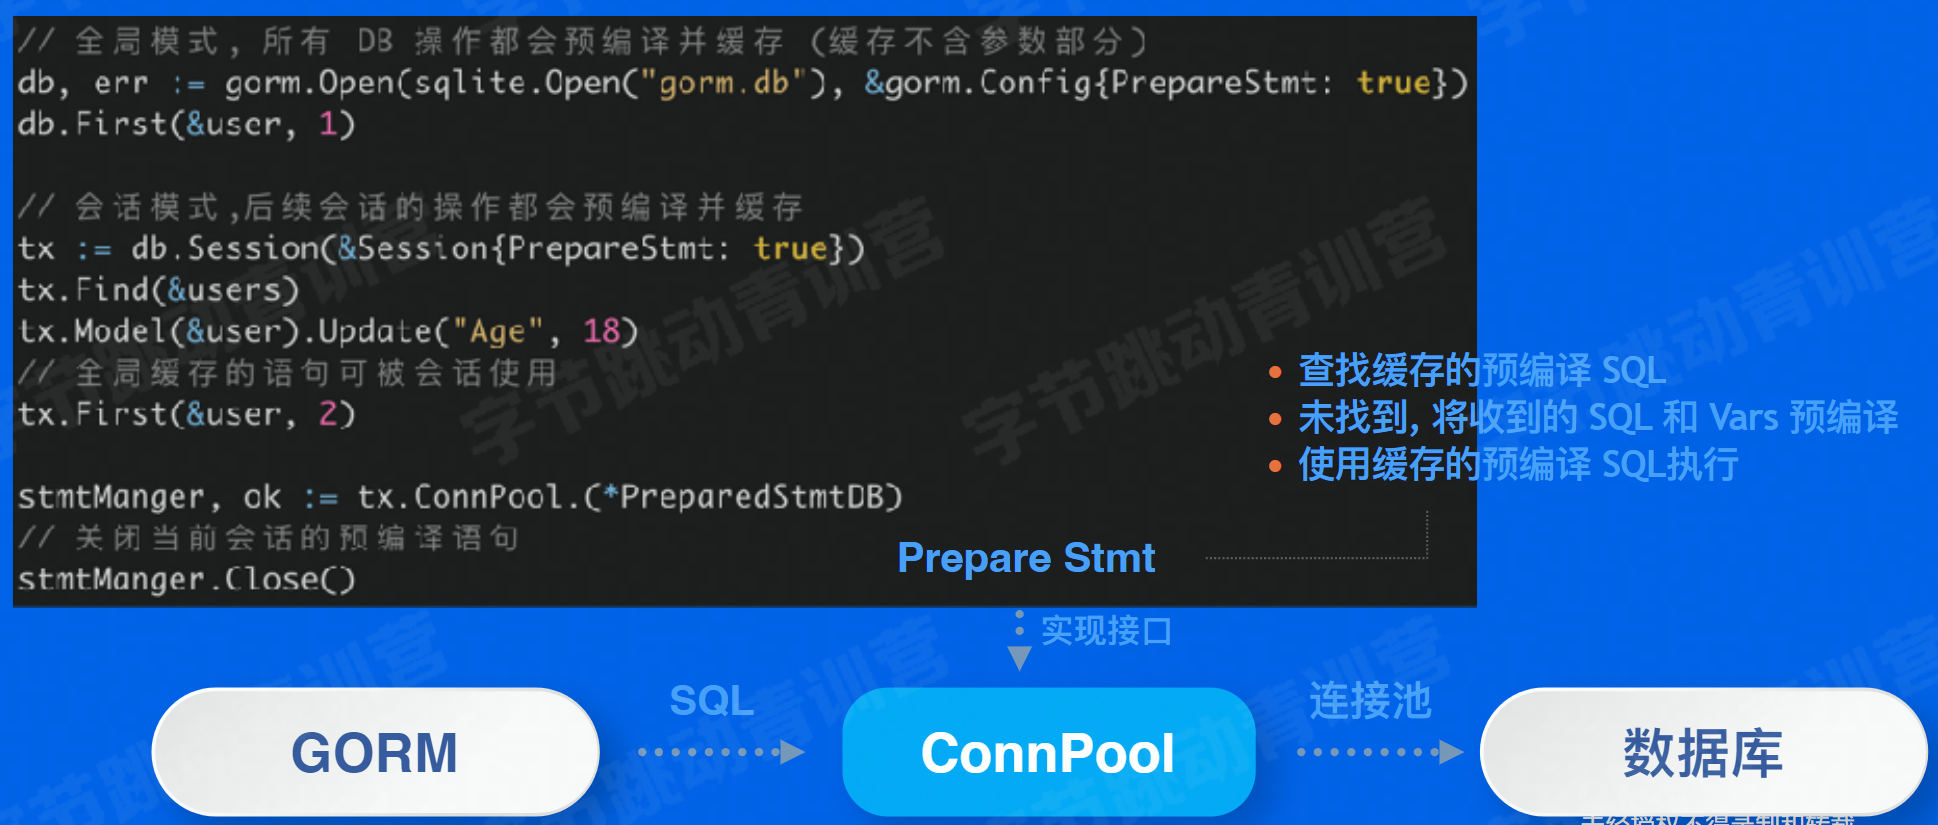 // 全局模式, 所有 DB 操作都会预编译并缓存 (缓存不含参数部分)
db, err := gorm.Open(sqlite.Open("gorm.db"), &gorm.Config{PrepareStmt: true})
db.First(&user, 1)
// 会话模式,后续会话的操作都会预编译并缓存
tx := db.Session(&Session{PrepareStmt: true})
tx.Find(&users)
tx.Model(&user).Update("Age", 18)
// 全局缓存的语句可被会话使用
tx.First(&user, 2)
stmtManger, ok := tx.ConnPool.(*PreparedStmtDB)
// 关闭当前会话的预编译语句
stmtManger.Close()
• 查找缓存的预编译 SQL
• 未找到, 将收到的 SQL 和 Vars 预编译
• 使用缓存的预编译 SQL执行
Prepare Stmt
实现接口
GORM
SQL
ConnPool
连接池
数据库
字节跳动青训营